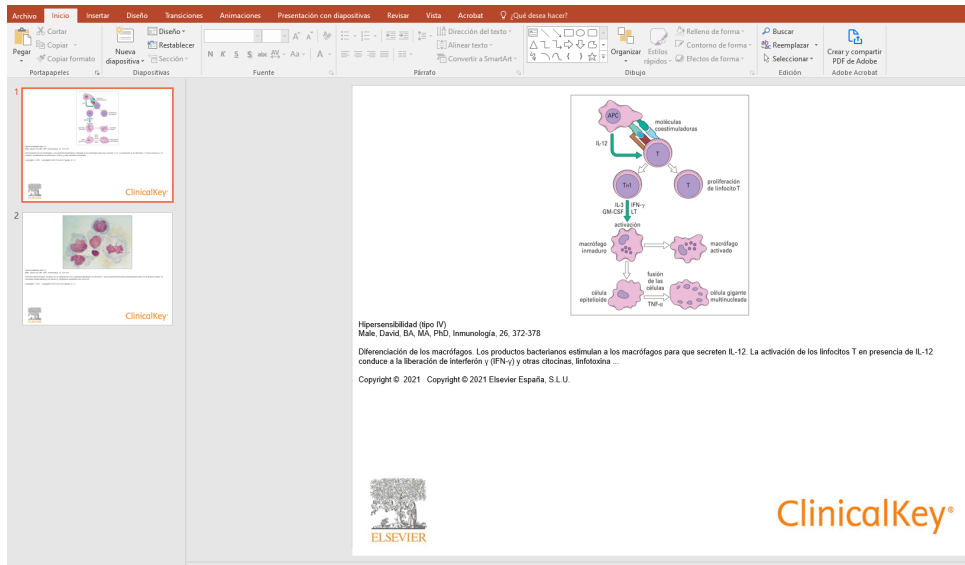 Archivo Inicio Insertar Diseño Transiciones Animaciones Presentación con diapositivas Revisar Vista Acrobat ¿Qué desea hacer?
Pegar
Cortar
Copiar
Copiar formato
Portapapeles
Nueva
diapositiva
Diseño
Restablecer
Sección
Diapositivas
N K S S abc AV Aa A
Fuente
Dirección del texto
Alinear texto
Convertir a SmartArt
Párrafo
Organizar
Estilos
rápidos
Relleno de forma
Contorno de forma
Efectos de forma
Dibujo
Buscar
Reemplazar
Seleccionar
Edición
Crear y compartir
PDF de Adobe
Adobe Acrobat
1
ClinicalKey
2
ClinicalKey
APC
moléculas
coestimuladoras
IL-12
T
TH1
T
proliferación
de linfocito T
IL-3 IFN-γ
GM-CSF LT
activación
macrófago
inmaduro
macrófago
activado
fusión
de las
células
célula
epitelioide
TNF-α
célula gigante
multinucleada
Hipersensibilidad (tipo IV)
Male, David, BA, MA, PhD, Inmunología, 26, 372-378
Diferenciación de los macrófagos. Los productos bacterianos estimulan a los macrófagos para que secreten IL-12. La activación de los linfocitos T en presencia de IL-12
conduce a la liberación de interferón γ (IFN-γ) y otras citocinas, linfotoxina ...
Copyright © 2021 Copyright © 2021 Elsevier España, S.L.U.
ELSEVIER
ClinicalKey®